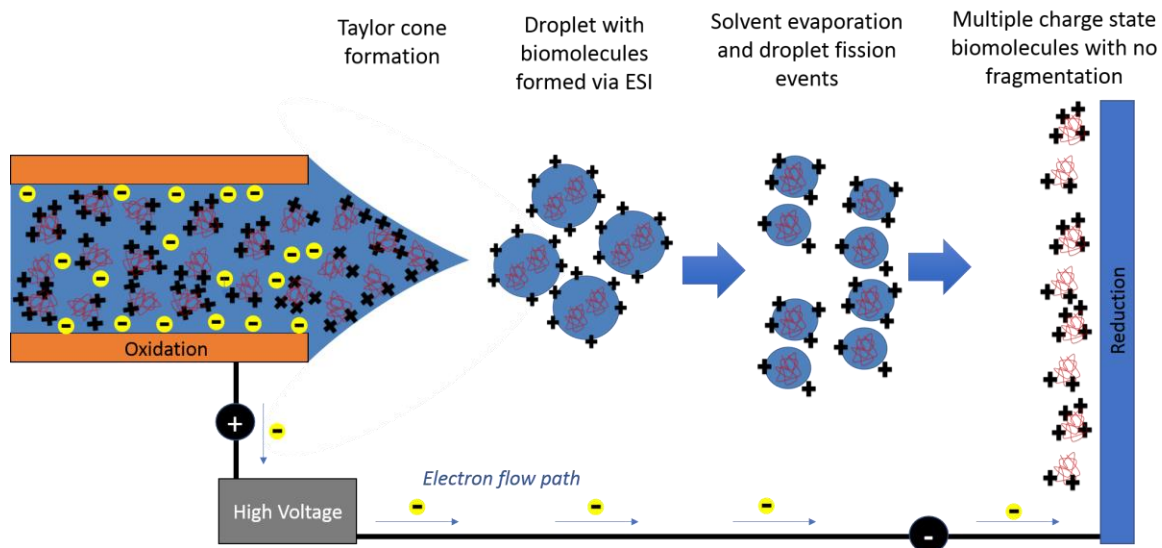 Taylor cone
formation
Droplet with
biomolecules
formed via ESI
Solvent evaporation
and droplet fission
events
Multiple charge state
biomolecules with no
fragmentation
Oxidation
Reduction
+
High Voltage
Electron flow path
-